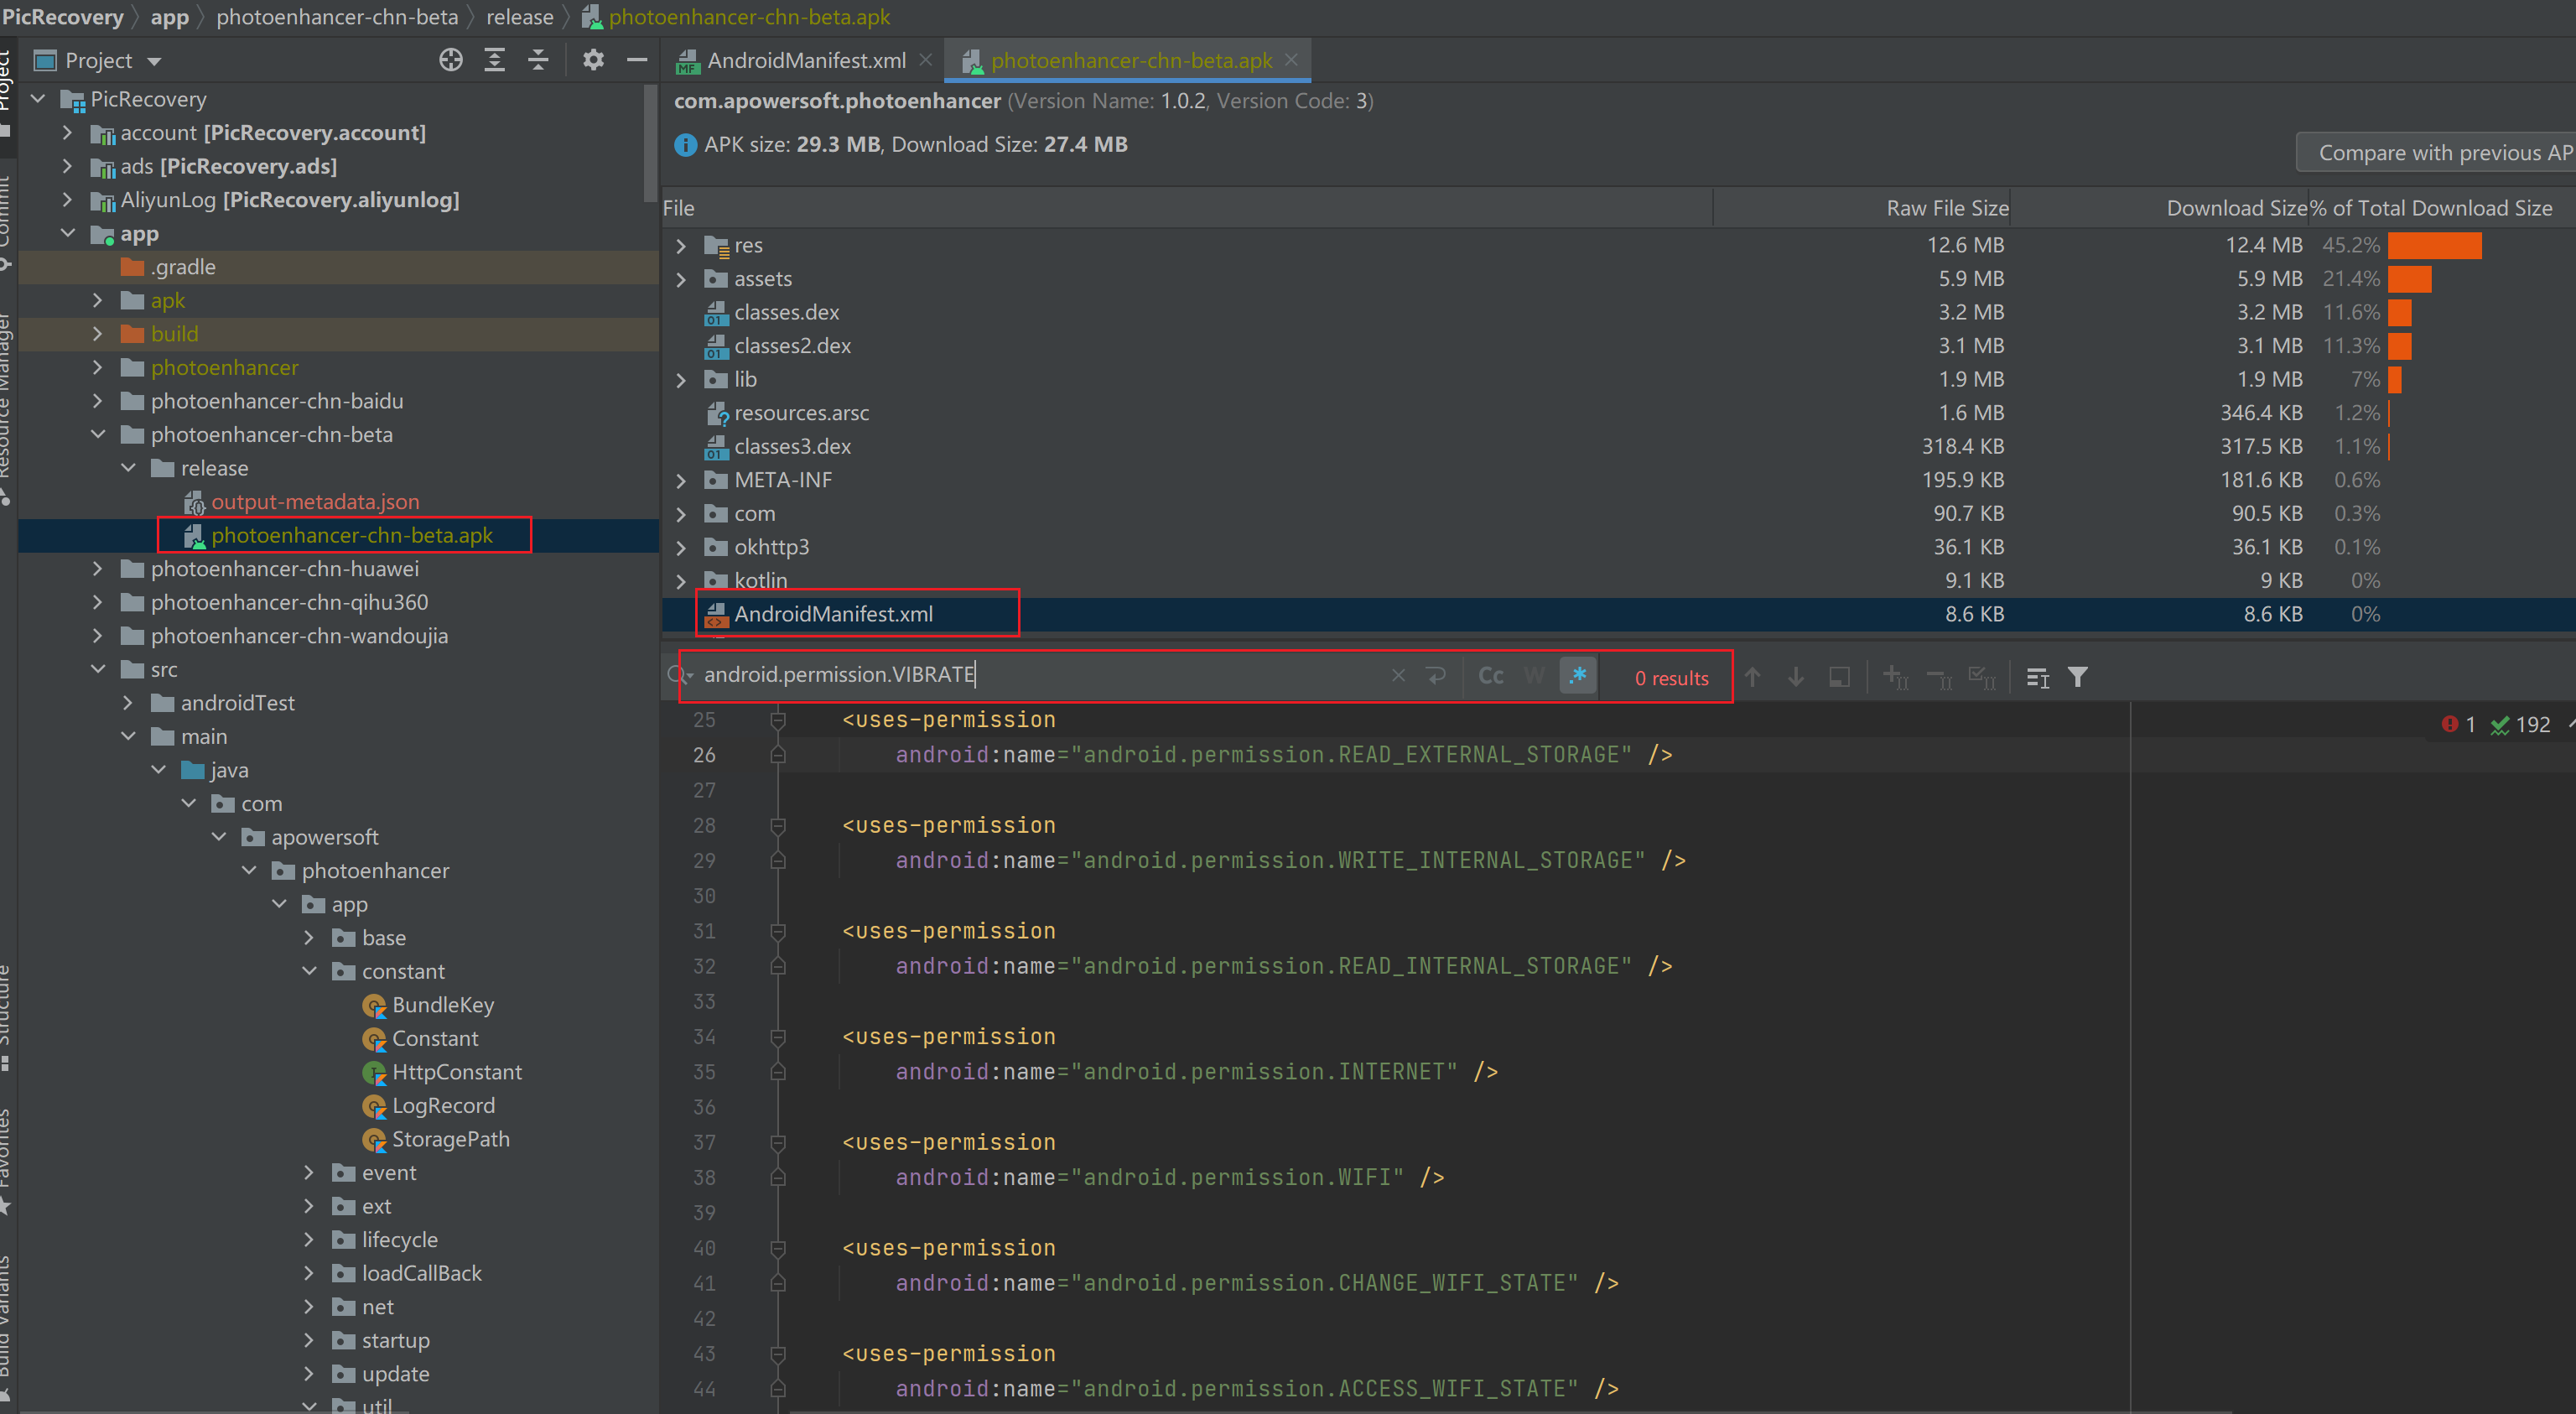 PicRecovery app photoenhancer-chn-beta release photoenhancer-chn-beta.apk
Project
Commit
Resource Manager
Structure
Favorites
Build Variants
Project
PicRecovery
account [PicRecovery.account]
ads [PicRecovery.ads]
AliyunLog [PicRecovery.aliyunlog]
app
.gradle
apk
build
photoenhancer
photoenhancer-chn-baidu
photoenhancer-chn-beta
release
output-metadata.json
photoenhancer-chn-beta.apk
photoenhancer-chn-huawei
photoenhancer-chn-qihu360
photoenhancer-chn-wandoujia
src
androidTest
main
java
com
apowersoft
photoenhancer
app
base
constant
BundleKey
Constant
HttpConstant
LogRecord
StoragePath
event
ext
lifecycle
loadCallBack
net
startup
update
util
AndroidManifest.xml photoenhancer-chn-beta.apk
com.apowersoft.photoenhancer (Version Name: 1.0.2, Version Code: 3)
APK size: 29.3 MB, Download Size: 27.4 MB
Compare with previous AP
File Raw File Size Download Size % of Total Download Size
res 12.6 MB 12.4 MB 45.2%
assets 5.9 MB 5.9 MB 21.4%
classes.dex 3.2 MB 3.2 MB 11.6%
classes2.dex 3.1 MB 3.1 MB 11.3%
lib 1.9 MB 1.9 MB 7%
resources.arsc 1.6 MB 346.4 KB 1.2%
classes3.dex 318.4 KB 317.5 KB 1.1%
META-INF 195.9 KB 181.6 KB 0.6%
com 90.7 KB 90.5 KB 0.3%
okhttp3 36.1 KB 36.1 KB 0.1%
kotlin 9.1 KB 9 KB 0%
AndroidManifest.xml 8.6 KB 8.6 KB 0%
android.permission.VIBRATE Cc W .* 0 results
1 192
25 <uses-permission
26 android:name="android.permission.READ_EXTERNAL_STORAGE" />
27
28 <uses-permission
29 android:name="android.permission.WRITE_INTERNAL_STORAGE" />
30
31 <uses-permission
32 android:name="android.permission.READ_INTERNAL_STORAGE" />
33
34 <uses-permission
35 android:name="android.permission.INTERNET" />
36
37 <uses-permission
38 android:name="android.permission.WIFI" />
39
40 <uses-permission
41 android:name="android.permission.CHANGE_WIFI_STATE" />
42
43 <uses-permission
44 android:name="android.permission.ACCESS_WIFI_STATE" />